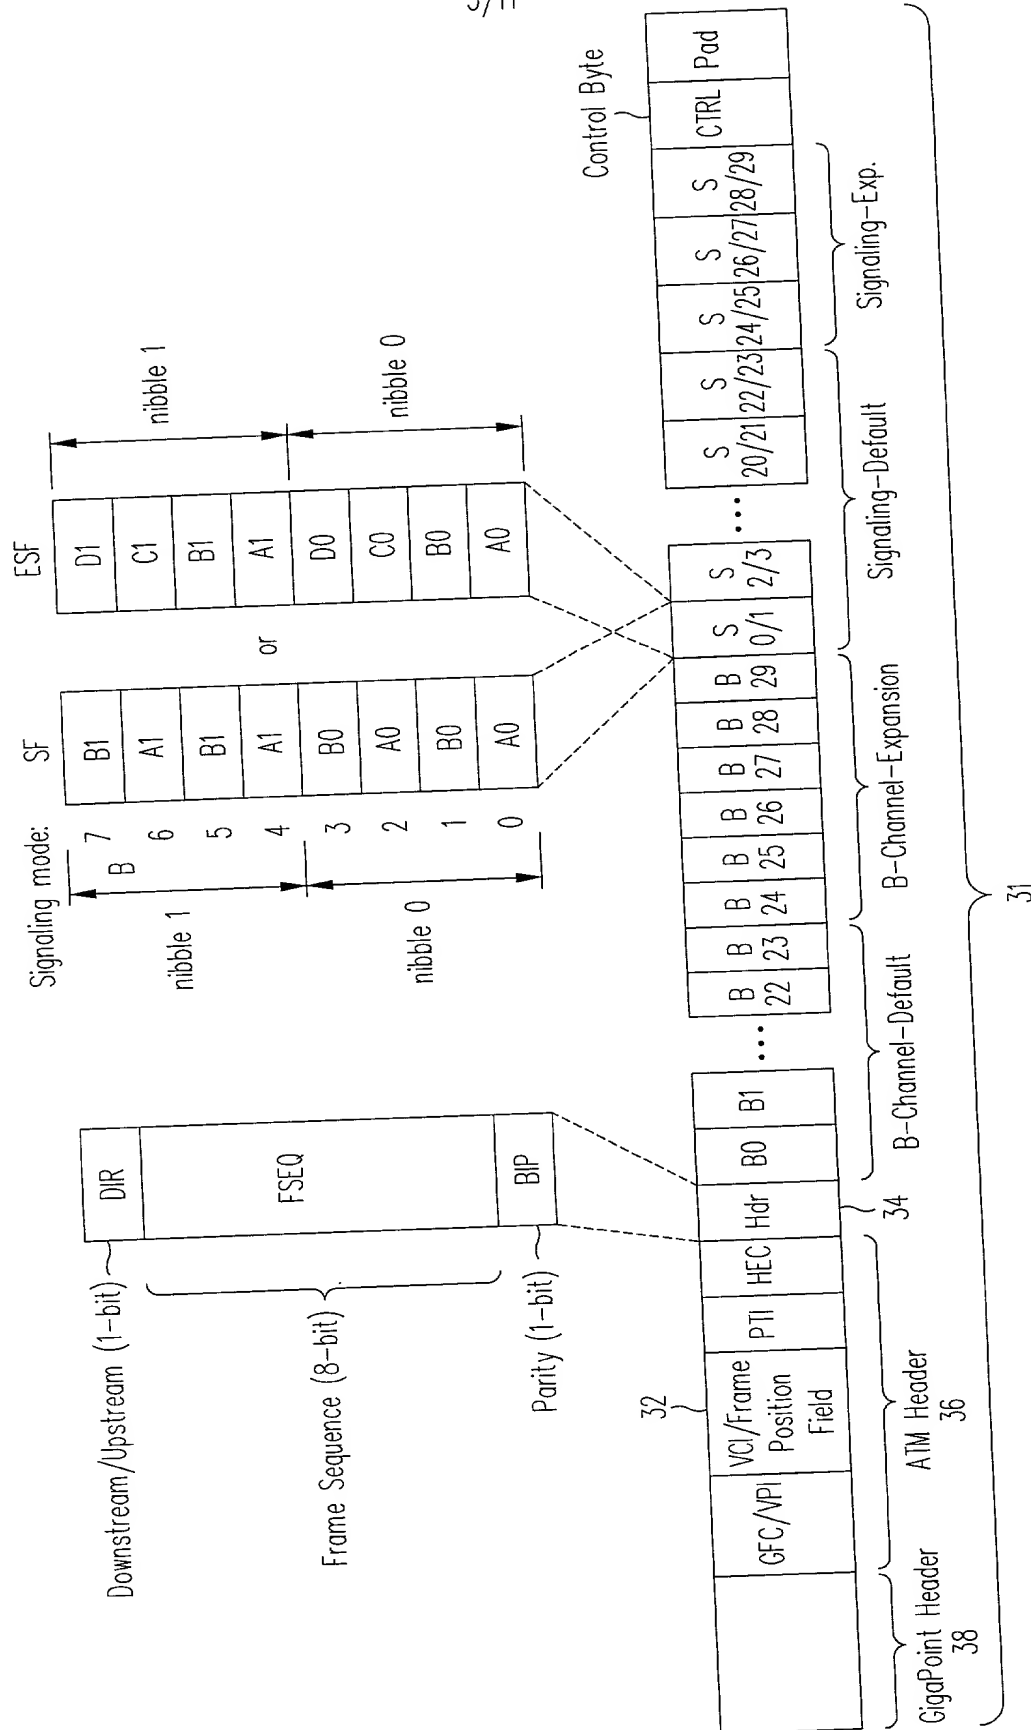 Signaling mode:
SF
ESF
or
B 7
6
5
4
3
2
1
0
nibble 1
nibble 0
B1
A1
B1
A1
B0
A0
B0
A0
D1
C1
B1
A1
D0
C0
B0
A0
nibble 1
nibble 0
Downstream/Upstream (1-bit)
DIR
Frame Sequence (8-bit)
FSEQ
Parity (1-bit)
BIP
Control Byte
32
GFC/VPI
VCI/Frame
Position
Field
PTI
HEC
Hdr
B0
B1
•••
B
22
B
23
B
24
B
25
B
26
B
27
B
28
B
29
S
0/1
S
2/3
••••
S
20/21
S
22/23
S
24/25
S
26/27
S
28/29
CTRL
Pad
GigaPoint Header
38
ATM Header
36
34
B-Channel-Default
B-Channel-Expansion
Signaling-Default
Signaling-Exp.
31